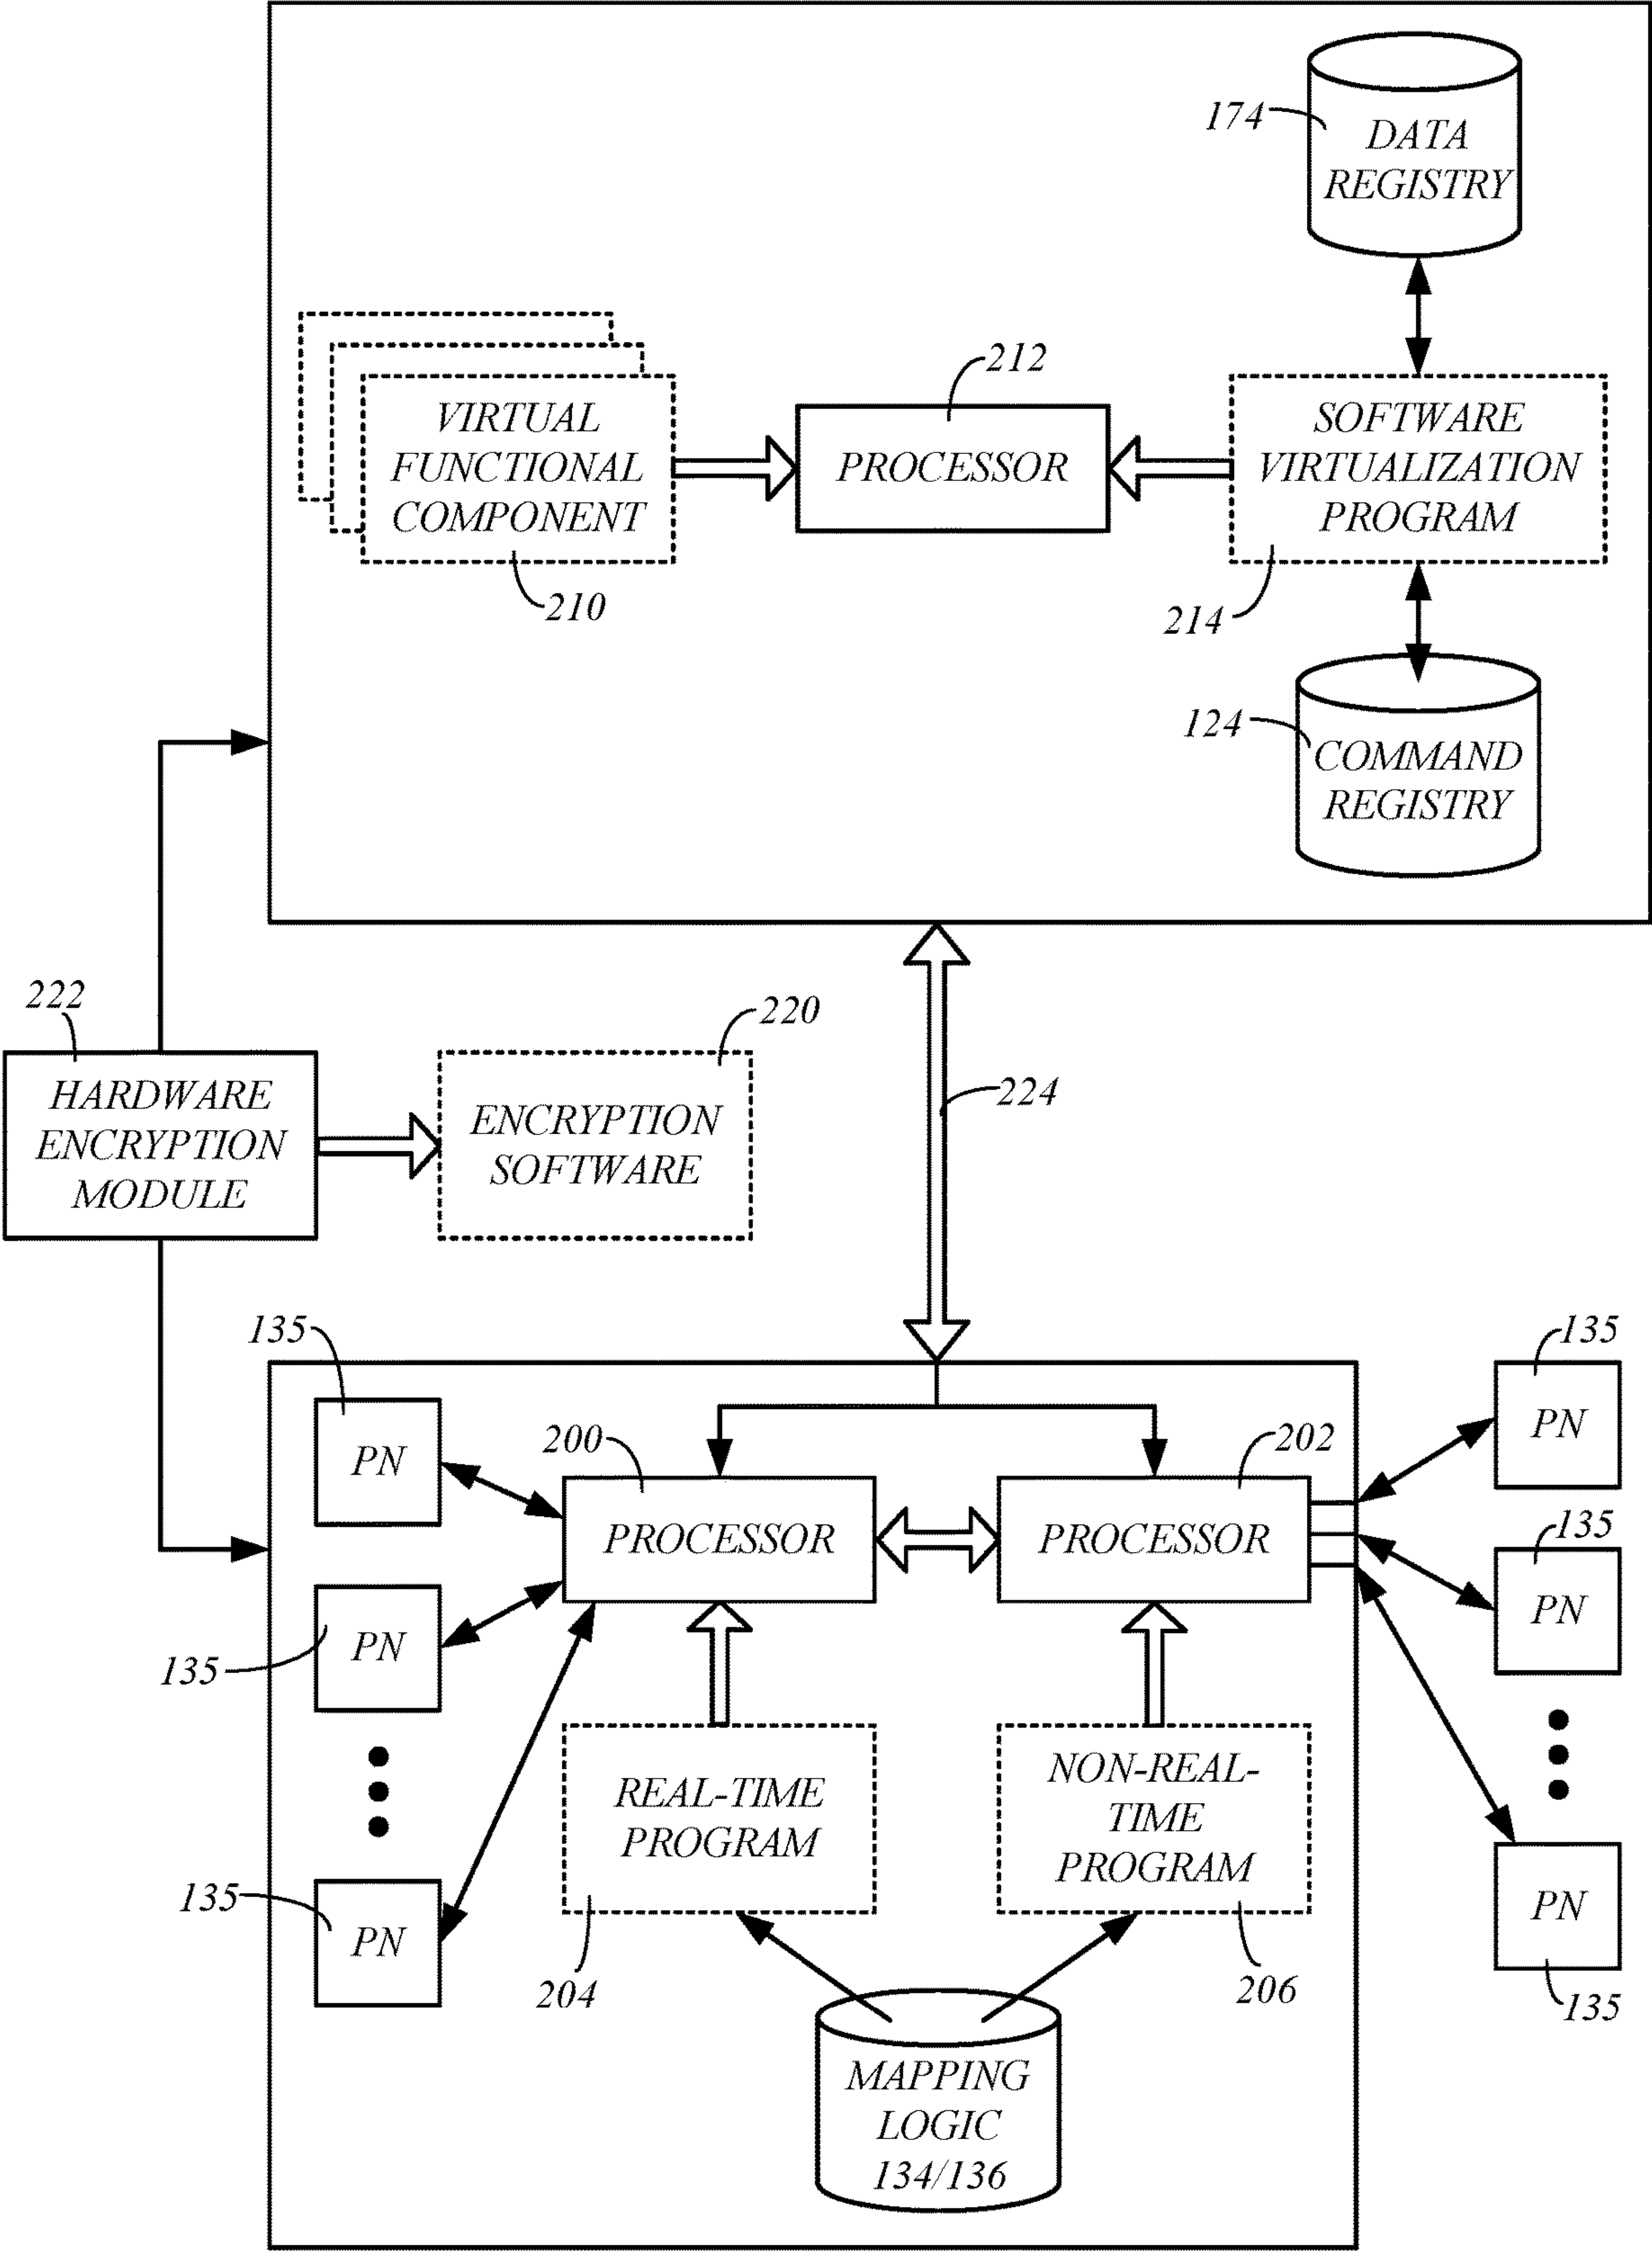 174
DATA
REGISTRY
212
VIRTUAL
FUNCTIONAL
COMPONENT
PROCESSOR
SOFTWARE
VIRTUALIZATION
PROGRAM
210
214
124
COMMAND
REGISTRY
222
220
HARDWARE
ENCRYPTION
MODULE
ENCRYPTION
SOFTWARE
224
135
135
PN
200
202
PN
PROCESSOR
PROCESSOR
135
PN
135
PN
REAL-TIME
PROGRAM
NON-REAL-
TIME
PROGRAM
135
PN
PN
204
206
135
MAPPING
LOGIC
134/136